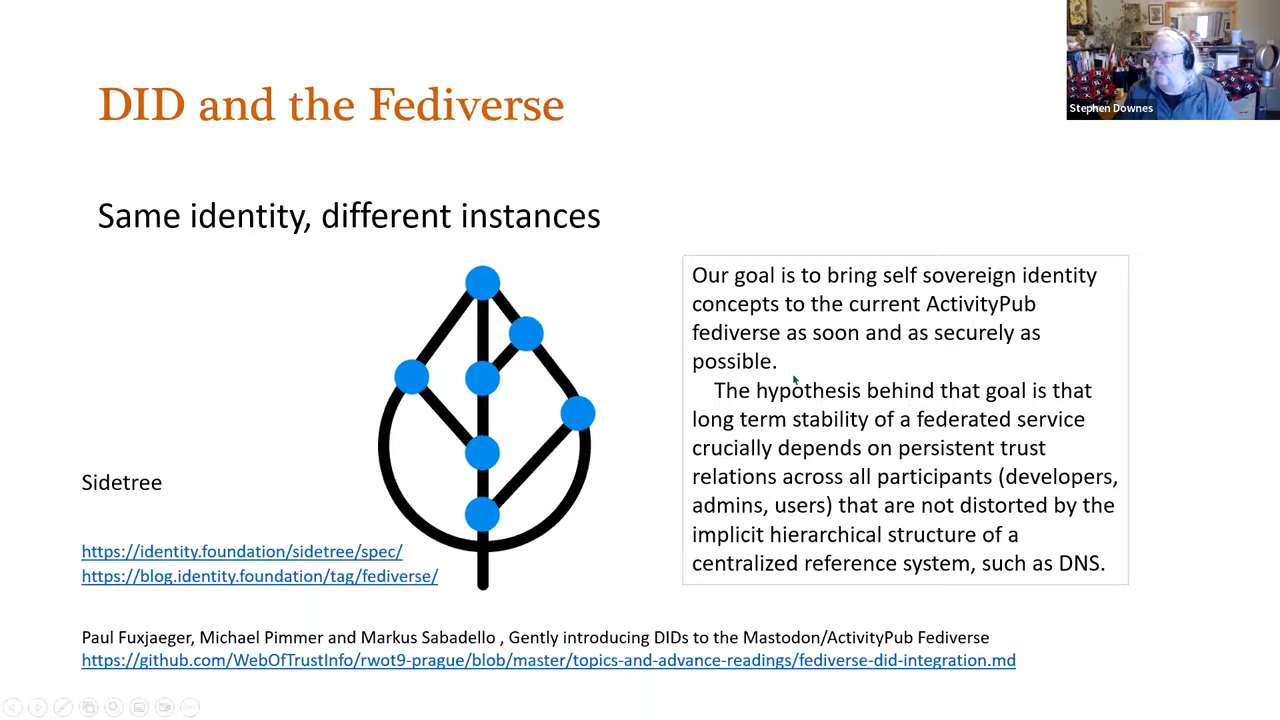 DID and the Fediverse
Stephen Downes
Same identity, different instances
Our goal is to bring self sovereign identity
concepts to the current ActivityPub
fediverse as soon and as securely as
possible.
The hypothesis behind that goal is that
long term stability of a federated service
crucially depends on persistent trust
relations across all participants (developers,
admins, users) that are not distorted by the
implicit hierarchical structure of a
centralized reference system, such as DNS.
Sidetree
https://identity.foundation/sidetree/spec/
https://blog.identity.foundation/tag/fediverse/
Paul Fuxjaeger, Michael Pimmer and Markus Sabadello , Gently introducing DIDs to the Mastodon/ActivityPub Fediverse
https://github.com/WebOfTrustInfo/rwot9-prague/blob/master/topics-and-advance-readings/fediverse-did-integration.md